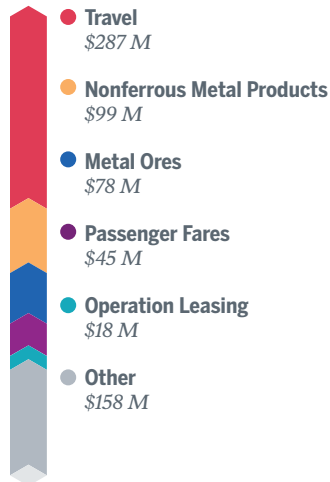 Travel
$287 M
Nonferrous Metal Products
$99 M
Metal Ores
$78 M
Passenger Fares
$45 M
Operation Leasing
$18 M
Other
$158 M